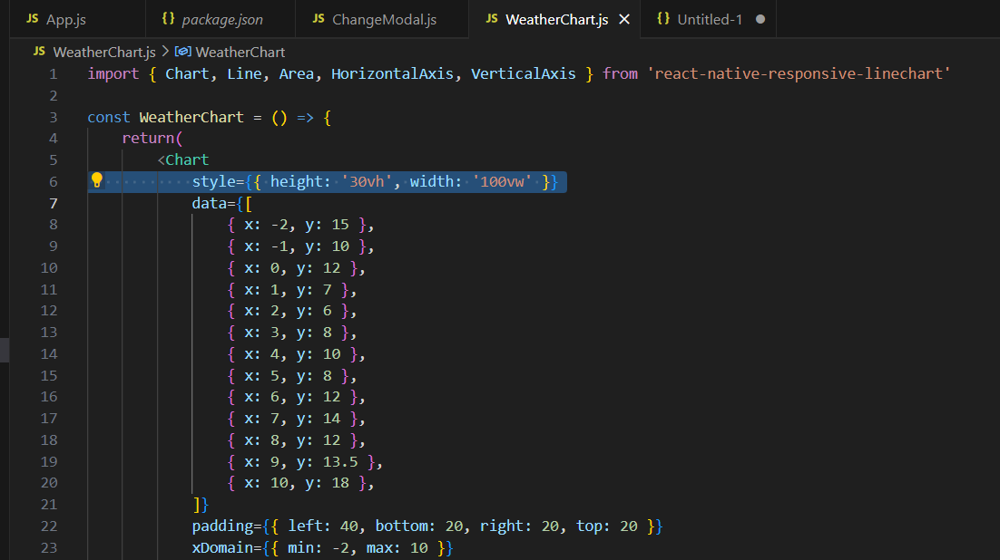 JS App.js {} package.json JS ChangeModal.js JS WeatherChart.js {} Untitled-1
JS WeatherChart.js > WeatherChart
1 import { Chart, Line, Area, HorizontalAxis, VerticalAxis } from 'react-native-responsive-linechart'
2
3 const WeatherChart = () => {
4 return(
5 <Chart
6 style={{ height: '30vh', width: '100vw' }}
7 data={[
8 { x: -2, y: 15 },
9 { x: -1, y: 10 },
10 { x: 0, y: 12 },
11 { x: 1, y: 7 },
12 { x: 2, y: 6 },
13 { x: 3, y: 8 },
14 { x: 4, y: 10 },
15 { x: 5, y: 8 },
16 { x: 6, y: 12 },
17 { x: 7, y: 14 },
18 { x: 8, y: 12 },
19 { x: 9, y: 13.5 },
20 { x: 10, y: 18 },
21 ]}
22 padding={{ left: 40, bottom: 20, right: 20, top: 20 }}
23 xDomain={{ min: -2, max: 10 }}